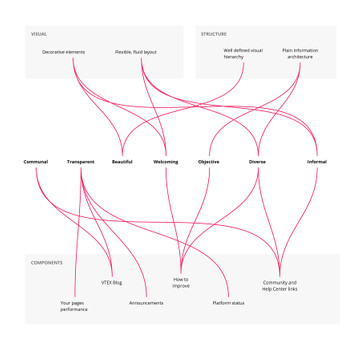 VISUAL
STRUCTURE
Decorative elements
Flexible, fluid layout
Well defined visual
hierarchy
Plain Information
architecture
Communal
Transparent
Beautiful
Welcoming
Objective
Diverse
Informal
COMPONENTS
VTEX Blog
How to
improve
Community and
Help Center links
Your pages
performance
Announcements
Platform status